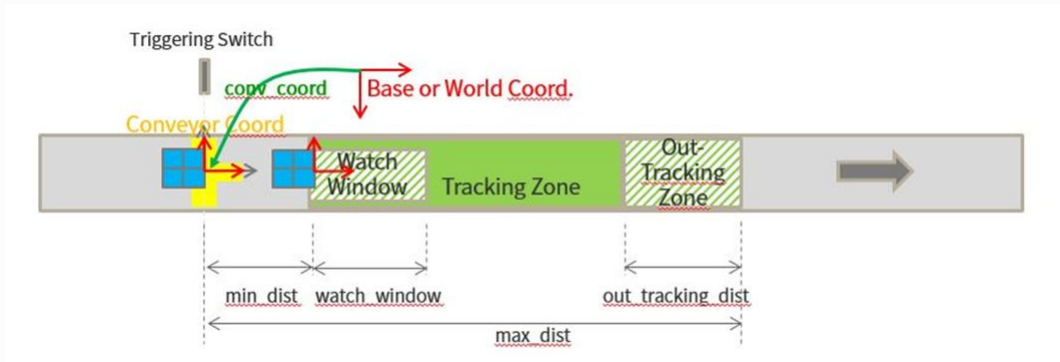 Triggering Switch
conv_coord
Base or World Coord.
Conveyor Coord
Watch
Window
Tracking Zone
Out-
Tracking
Zone
min_dist
watch_window
out_tracking_dist
max_dist